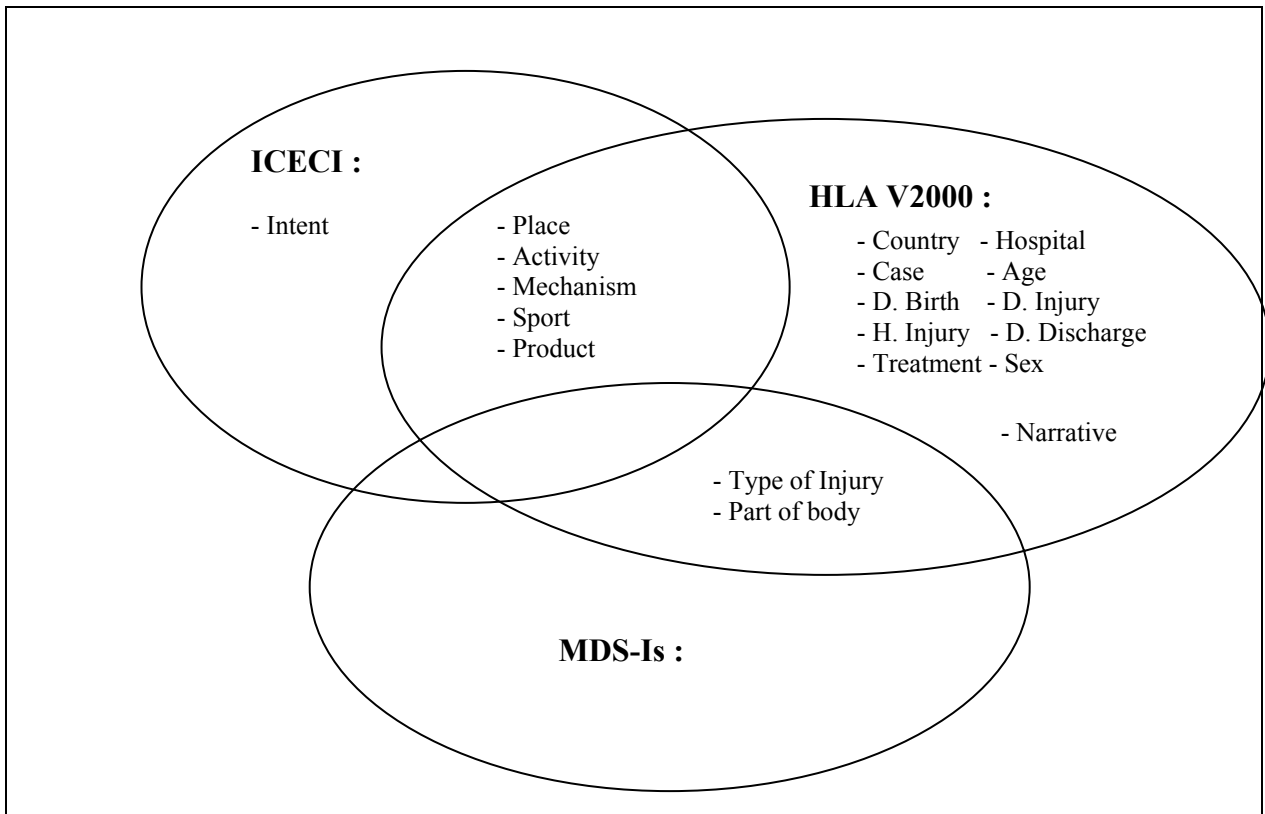 ICECI :
- Intent
- Place
- Activity
- Mechanism
- Sport
- Product
HLA V2000 :
- Country - Hospital
- Case - Age
- D. Birth - D. Injury
- H. Injury - D. Discharge
- Treatment - Sex
- Narrative
- Type of Injury
- Part of body
MDS-Is :